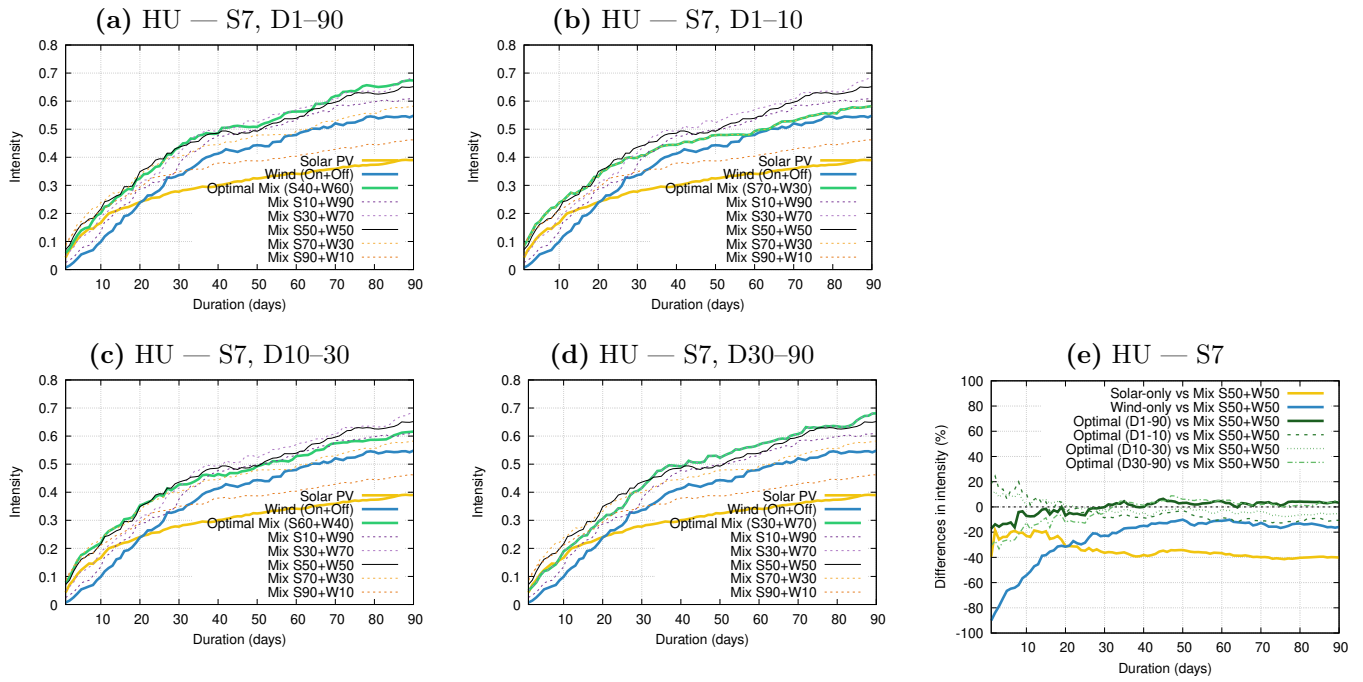 (a) HU — S7, D1–90
0.8
0.7
0.6
0.5
0.4
0.3
0.2
0.1
0
Intensity
Solar PV
Wind (On+Off)
Optimal Mix (S40+W60)
Mix S10+W90
Mix S30+W70
Mix S50+W50
Mix S70+W30
Mix S90+W10
10 20 30 40 50 60 70 80 90
Duration (days)
(b) HU — S7, D1–10
0.8
0.7
0.6
0.5
0.4
0.3
0.2
0.1
0
Intensity
Solar PV
Wind (On+Off)
Optimal Mix (S70+W30)
Mix S10+W90
Mix S30+W70
Mix S50+W50
Mix S70+W30
Mix S90+W10
10 20 30 40 50 60 70 80 90
Duration (days)
(c) HU — S7, D10–30
0.8
0.7
0.6
0.5
0.4
0.3
0.2
0.1
0
Intensity
Solar PV
Wind (On+Off)
Optimal Mix (S60+W40)
Mix S10+W90
Mix S30+W70
Mix S50+W50
Mix S70+W30
Mix S90+W10
10 20 30 40 50 60 70 80 90
Duration (days)
(d) HU — S7, D30–90
0.8
0.7
0.6
0.5
0.4
0.3
0.2
0.1
0
Intensity
Solar PV
Wind (On+Off)
Optimal Mix (S30+W70)
Mix S10+W90
Mix S30+W70
Mix S50+W50
Mix S70+W30
Mix S90+W10
10 20 30 40 50 60 70 80 90
Duration (days)
(e) HU — S7
100
80
60
40
20
0
-20
-40
-60
-80
-100
Differences in intensity (%)
Solar-only vs Mix S50+W50
Wind-only vs Mix S50+W50
Optimal (D1-90) vs Mix S50+W50
Optimal (D1-10) vs Mix S50+W50
Optimal (D10-30) vs Mix S50+W50
Optimal (D30-90) vs Mix S50+W50
10 20 30 40 50 60 70 80 90
Duration (days)